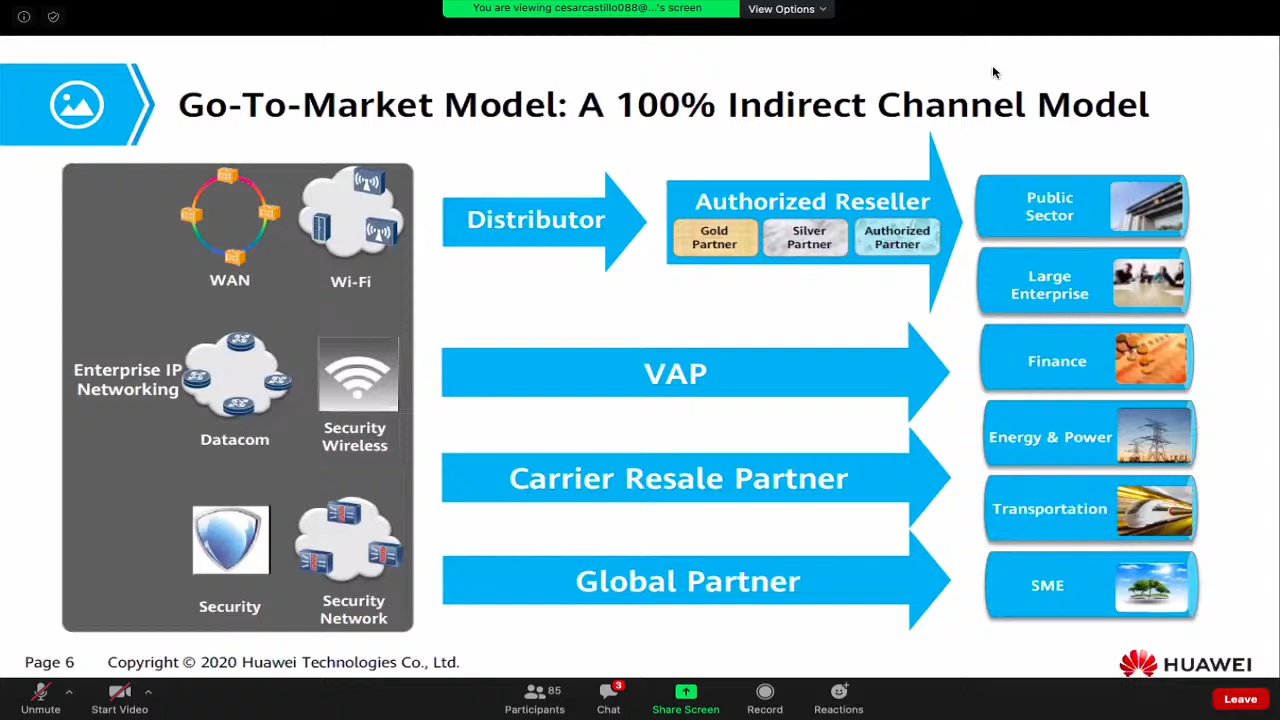 You are viewing cesarcastillo088@...'s screen
View Options
Go-To-Market Model: A 100% Indirect Channel Model
WAN
Wi-Fi
Enterprise IP
Networking
Datacom
Security
Wireless
Security
Security
Network
Distributor
Authorized Reseller
Gold
Partner
Silver
Partner
Authorized
Partner
VAP
Carrier Resale Partner
Global Partner
Public
Sector
Large
Enterprise
Finance
Energy & Power
Transportation
SME
Page 6
Copyright © 2020 Huawei Technologies Co., Ltd.
HUAWEI
Unmute
Start Video
85
Participants
3
Chat
Share Screen
Record
Reactions
Leave